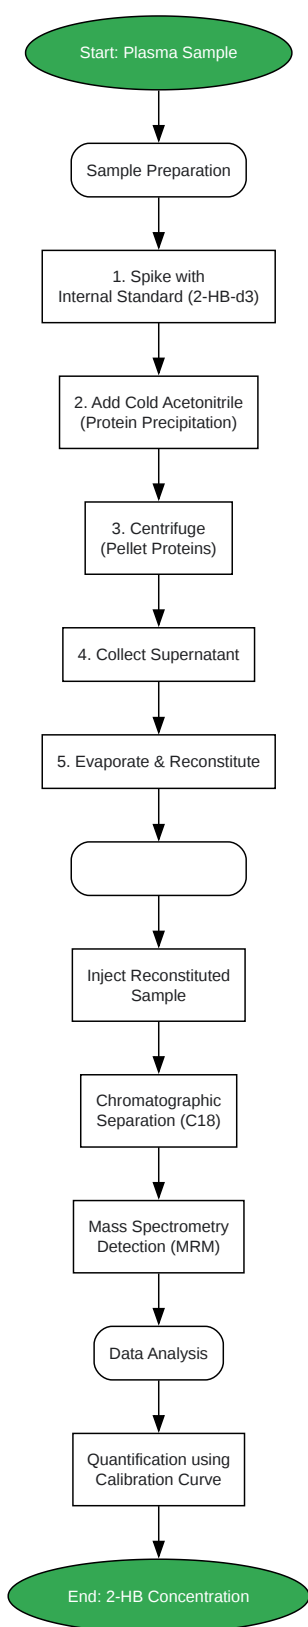 Start: Plasma Sample
Sample Preparation
1. Spike with
Internal Standard (2-HB-d3)
2. Add Cold Acetonitrile
(Protein Precipitation)
3. Centrifuge
(Pellet Proteins)
4. Collect Supernatant
5. Evaporate & Reconstitute
Inject Reconstituted
Sample
Chromatographic
Separation (C18)
Mass Spectrometry
Detection (MRM)
Data Analysis
Quantification using
Calibration Curve
End: 2-HB Concentration